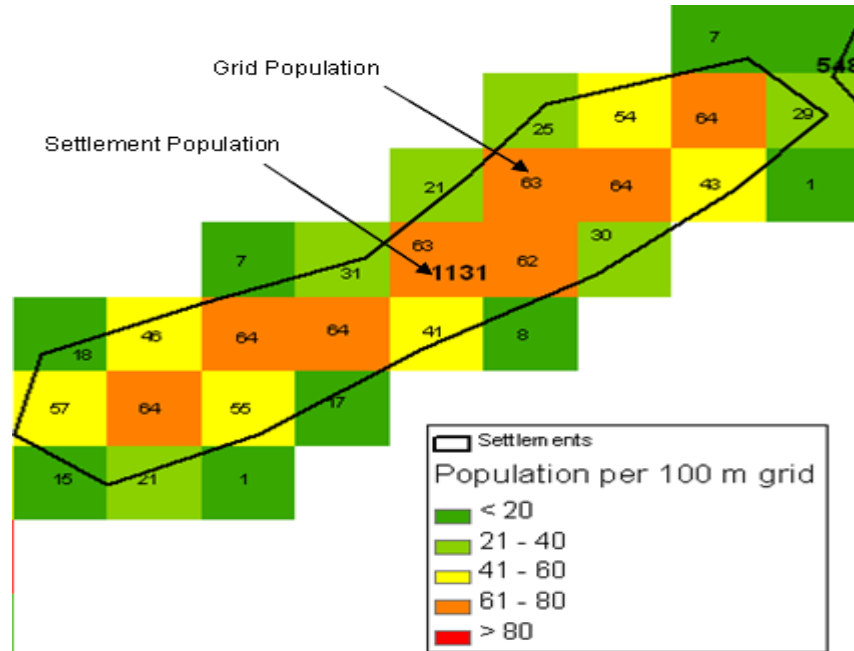 7
548
Grid Population
25 54 64 29
Settlement Population
21 63 64 43 1
7 31 63 1131 62 30
18 46 64 64 41 8
57 64 55 17
15 21 1
Settlements
Population per 100 m grid
< 20
21 - 40
41 - 60
61 - 80
> 80